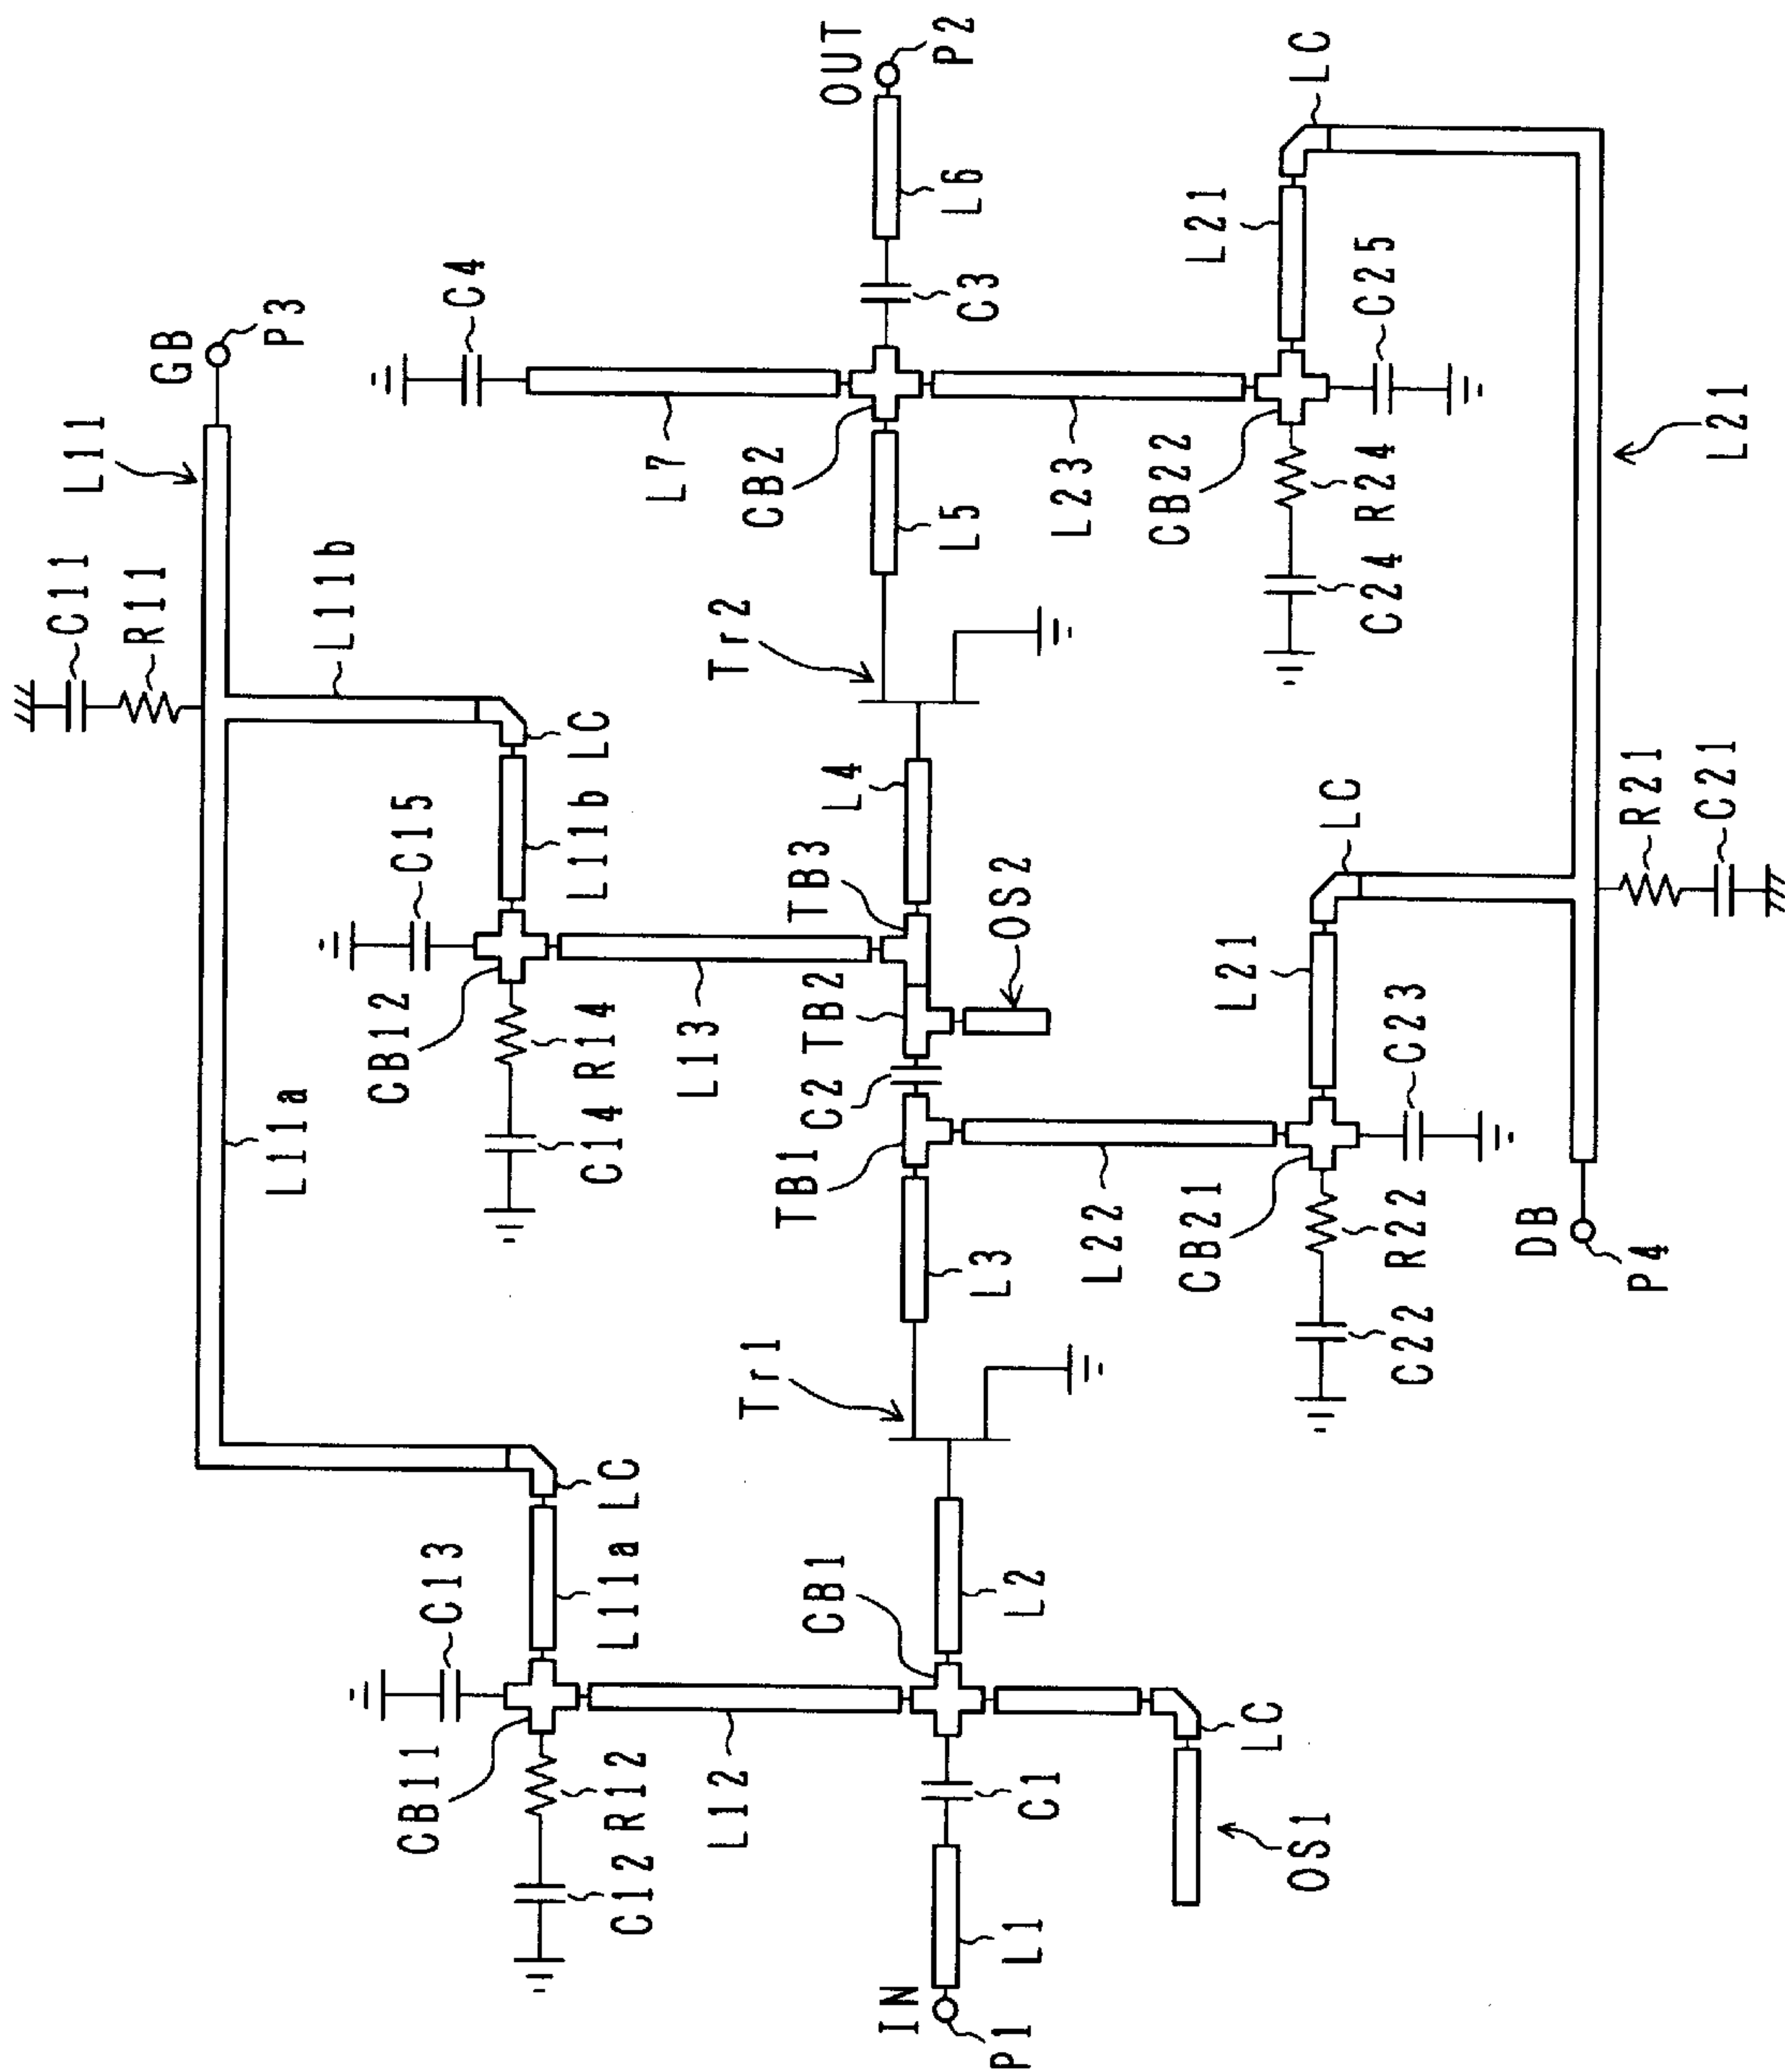 GB
P3
L11
C11
R11
L11b
L11a
LC
L11b
C15
CB12
C14
R14
L13
LC
L11a
C13
CB11
C12
R12
L12
C4
L7
CB2
OUT
P2
L6
C3
L5
Tr2
L4
TB3
TB2
OS2
C2
TB1
L3
Tr1
L2
CB1
C1
L1
IN
P1
LC
OS1
L23
CB22
R24
C24
C25
L21
LC
L21
LC
L21
L22
CB21
R22
C22
C23
R21
C21
DB
P4